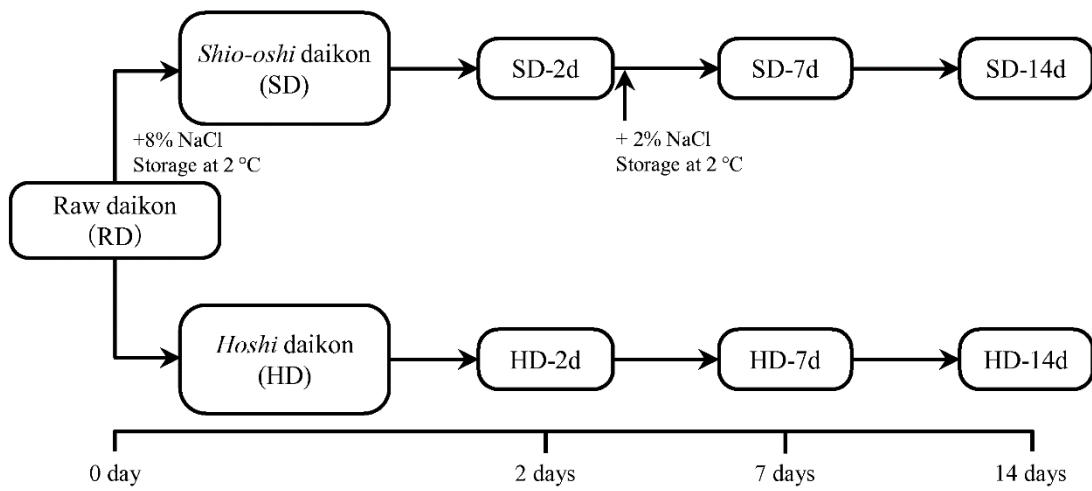 Shio-oshi daikon
(SD)
SD-2d
SD-7d
SD-14d
+8% NaCl
Storage at 2 °C
+ 2% NaCl
Storage at 2 °C
Raw daikon
(RD)
Hoshi daikon
(HD)
HD-2d
HD-7d
HD-14d
0 day
2 days
7 days
14 days